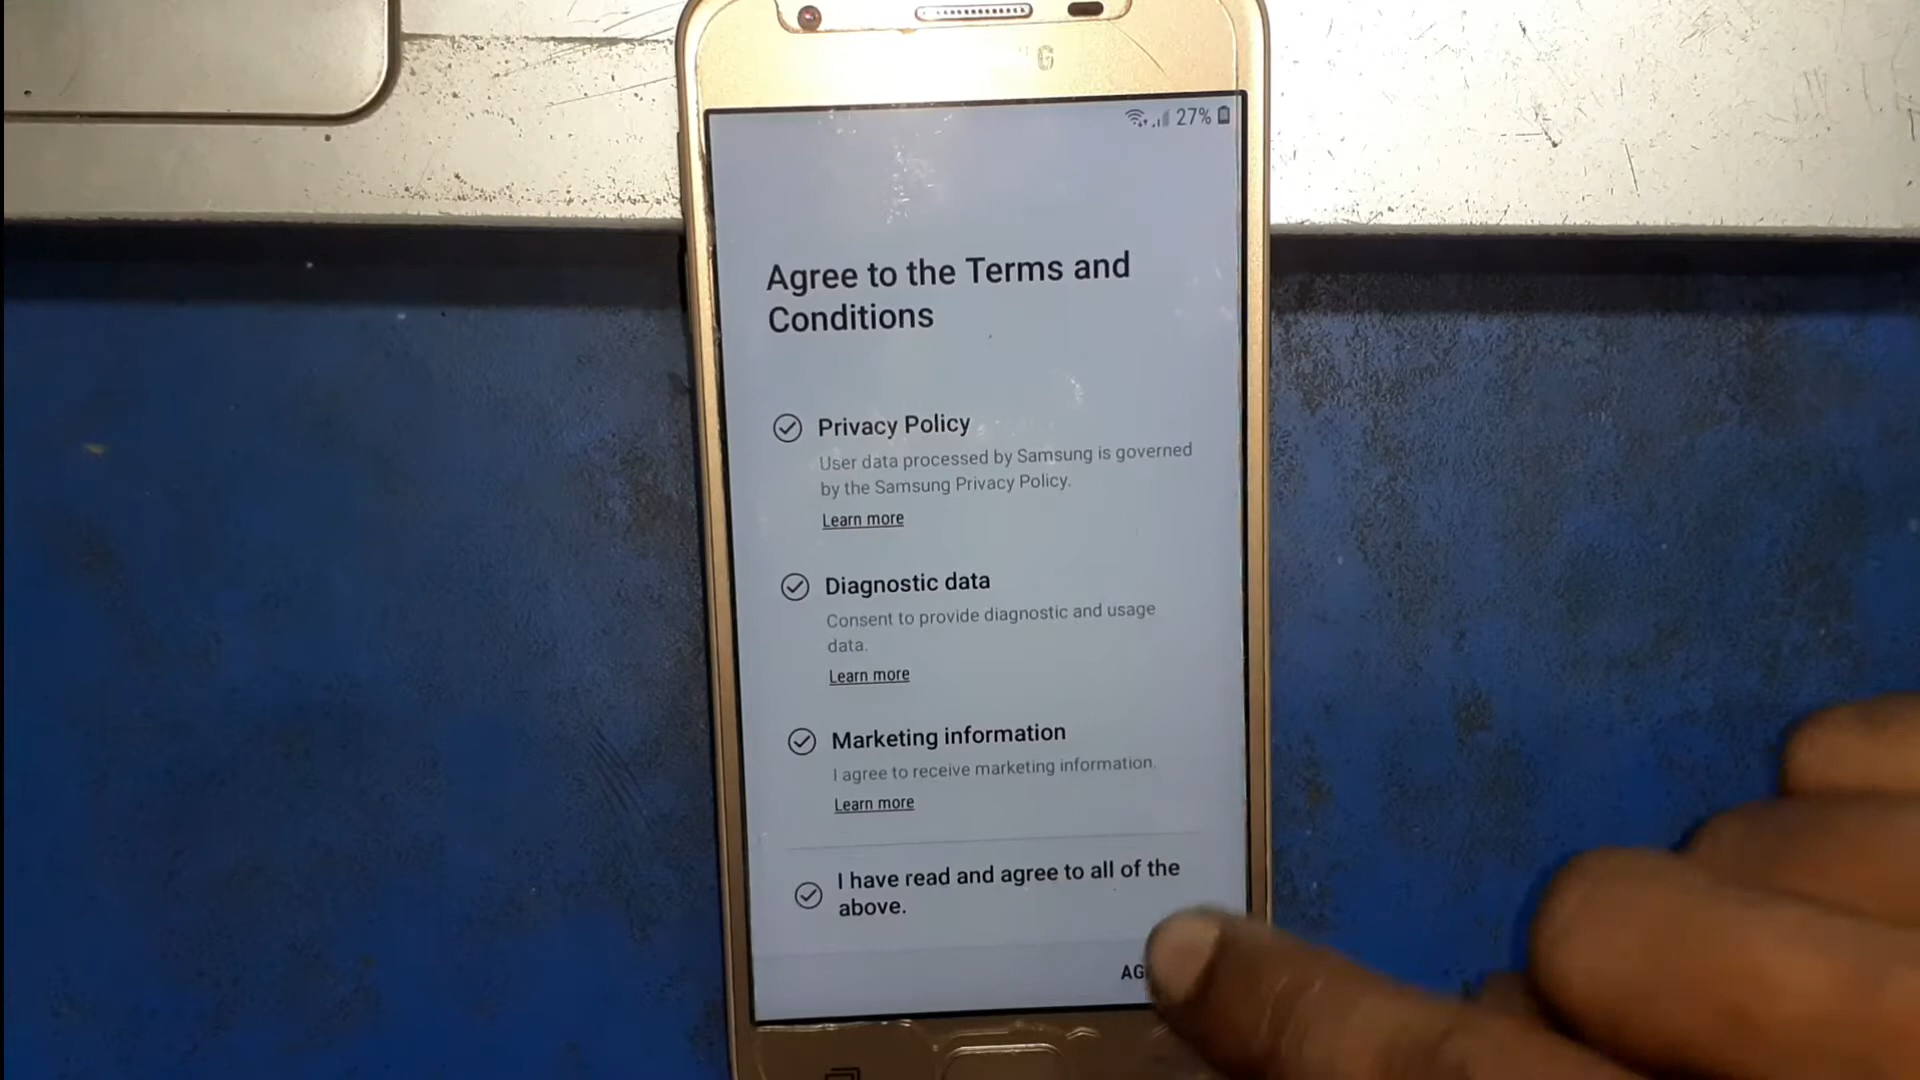 G
27%
Agree to the Terms and
Conditions
Privacy Policy
User data processed by Samsung is governed
by the Samsung Privacy Policy.
Learn more
Diagnostic data
Consent to provide diagnostic and usage
data.
Learn more
Marketing information
I agree to receive marketing information.
Learn more
I have read and agree to all of the
above.
AG